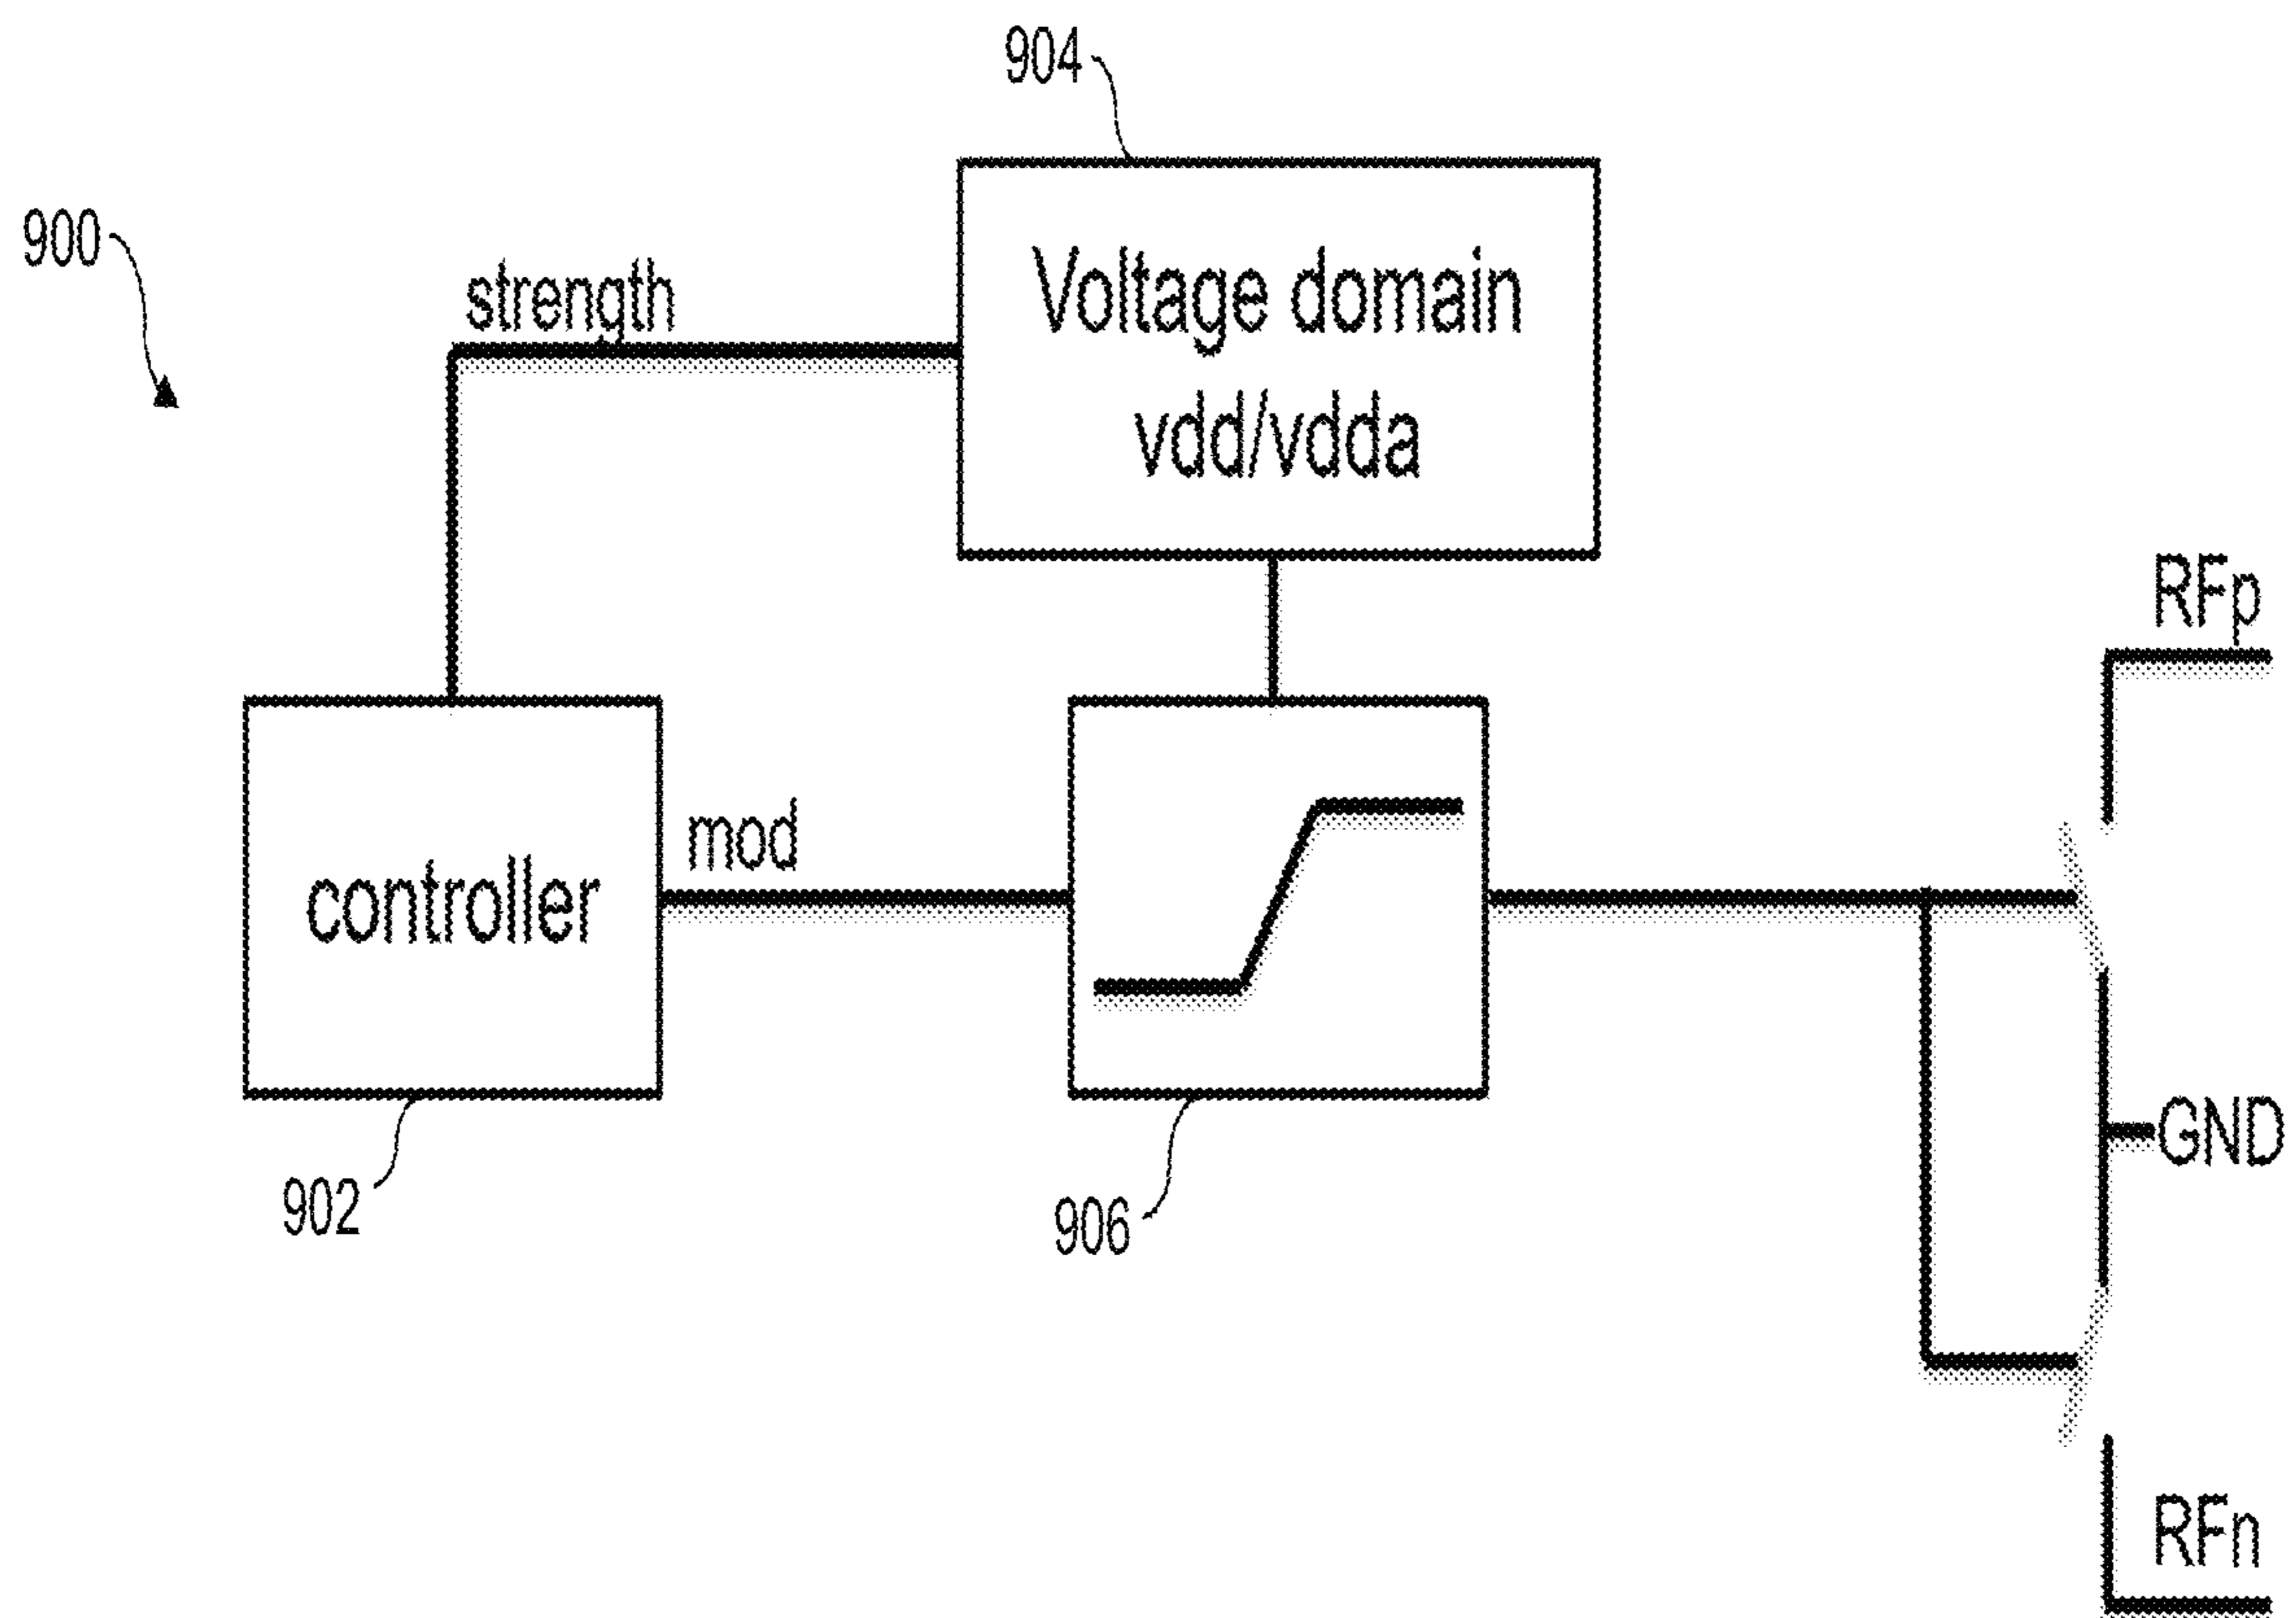 904
900
strength
Voltage domain
vdd/vdda
RFp
mod
controller
GND
902
906
RFn